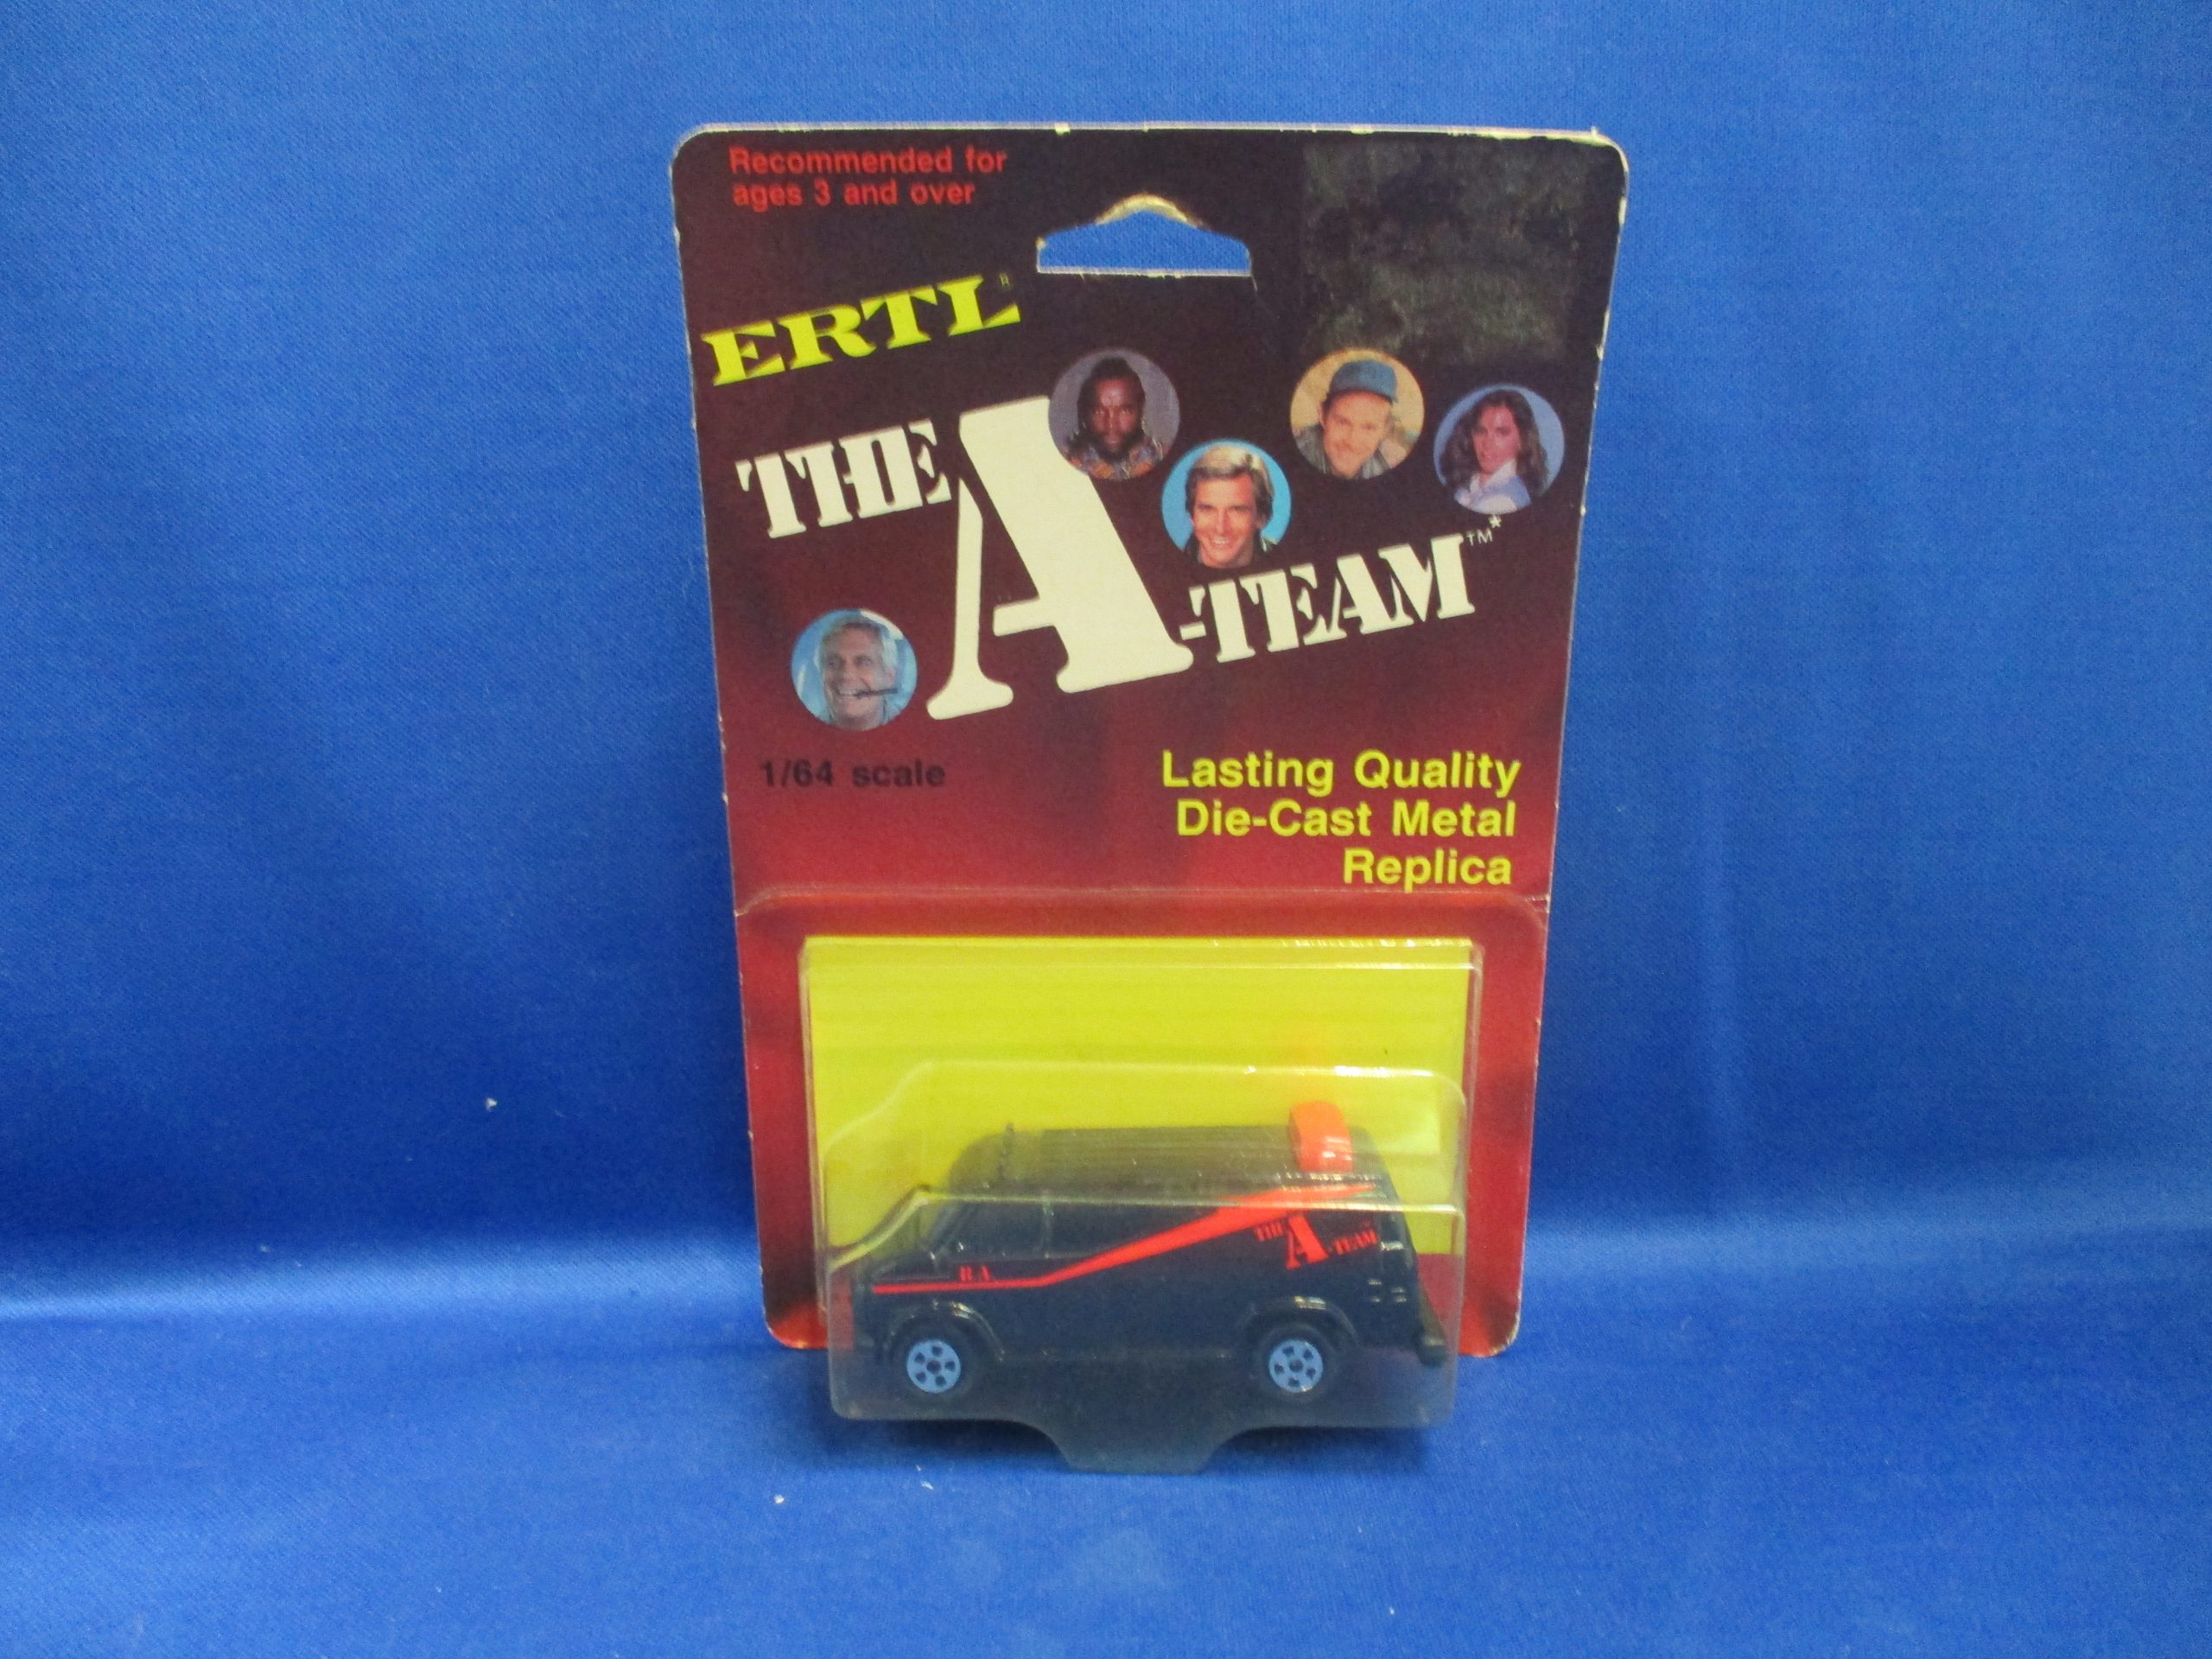 Recommended for
ages 3 and over
ERTL®
THE A-TEAM™*
1/64 scale
Lasting Quality
Die-Cast Metal
Replica
THE A-TEAM
B.A.